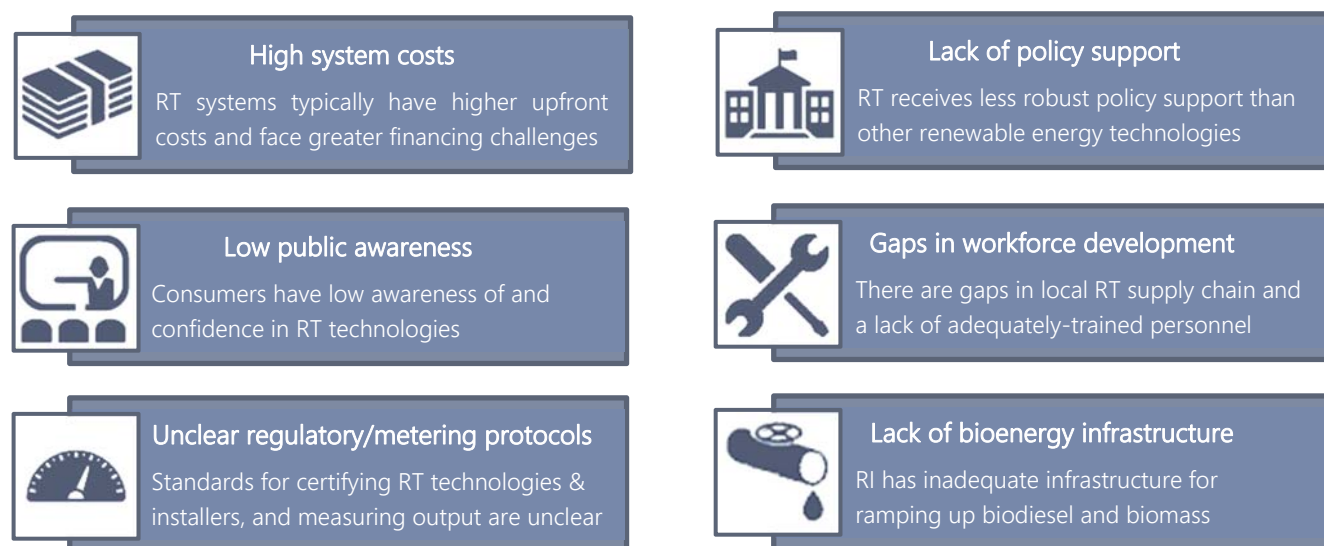 High system costs
RT systems typically have higher upfront
costs and face greater financing challenges
Lack of policy support
RT receives less robust policy support than
other renewable energy technologies
Low public awareness
Consumers have low awareness of and
confidence in RT technologies
Gaps in workforce development
There are gaps in local RT supply chain and
a lack of adequately-trained personnel
Unclear regulatory/metering protocols
Standards for certifying RT technologies &
installers, and measuring output are unclear
Lack of bioenergy infrastructure
RI has inadequate infrastructure for
ramping up biodiesel and biomass